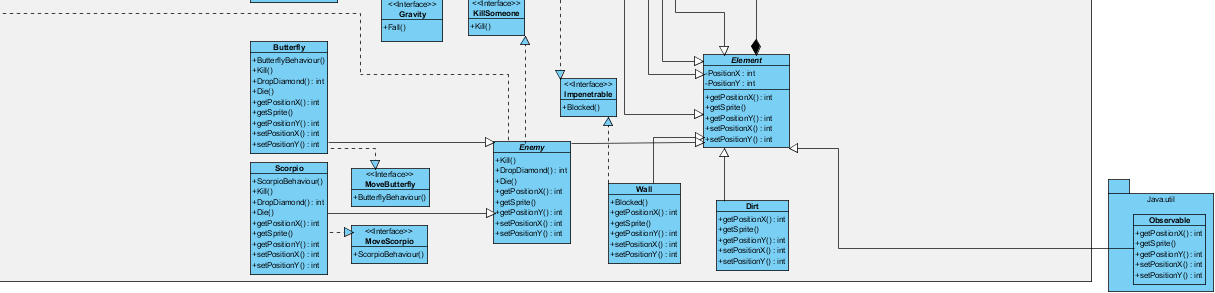 <<Interface>>
Gravity
+Fall()
<<Interface>>
KillSomeone
+Kill()
Butterfly
+ButterflyBehaviour()
+Kill()
+DropDiamond() : int
+Die()
+getPositionX() : int
+getSprite()
+getPositionY() : int
+setPositionX() : int
+setPositionY() : int
<<Interface>>
Impenetrable
+Blocked()
Element
-PositionX : int
-PositionY : int
+getPositionX() : int
+getSprite()
+getPositionY() : int
+setPositionX() : int
+setPositionY() : int
Scorpio
+ScorpioBehaviour()
+Kill()
+DropDiamond() : int
+Die()
+getPositionX() : int
+getSprite()
+getPositionY() : int
+setPositionX() : int
+setPositionY() : int
<<Interface>>
MoveButterfly
+ButterflyBehaviour()
<<Interface>>
MoveScorpio
+ScorpioBehaviour()
Enemy
+Kill()
+DropDiamond() : int
+Die()
+getPositionX() : int
+getSprite()
+getPositionY() : int
+setPositionX() : int
+setPositionY() : int
Wall
+Blocked()
+getPositionX() : int
+getSprite()
+getPositionY() : int
+setPositionX() : int
+setPositionY() : int
Dirt
+getPositionX() : int
+getSprite()
+getPositionY() : int
+setPositionX() : int
+setPositionY() : int
Java.util
Observable
+getPositionX() : int
+getSprite()
+getPositionY() : int
+setPositionX() : int
+setPositionY() : int